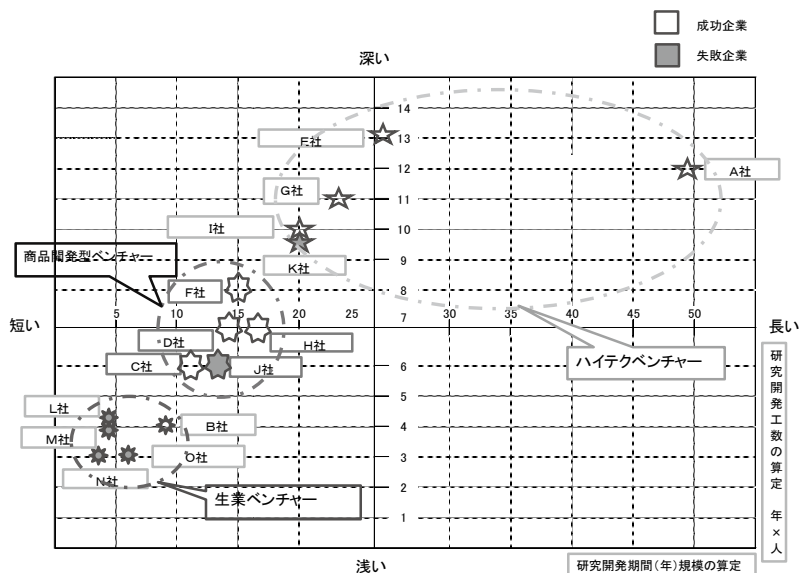 成功企業
失敗企業
深い
14
E社
13
12
A社
G社
11
I社
10
商品開発型ベンチャー
K社
9
F社
8
短い
5
10
15
20
25
7
30
35
40
45
50
長い
D社
H社
ハイテクベンチャー
C社
J社
6
L社
5
B社
4
M社
O社
3
N社
生業ベンチャー
2
1
研究開発工数の算定 年×人
浅い
研究開発期間(年)規模の算定